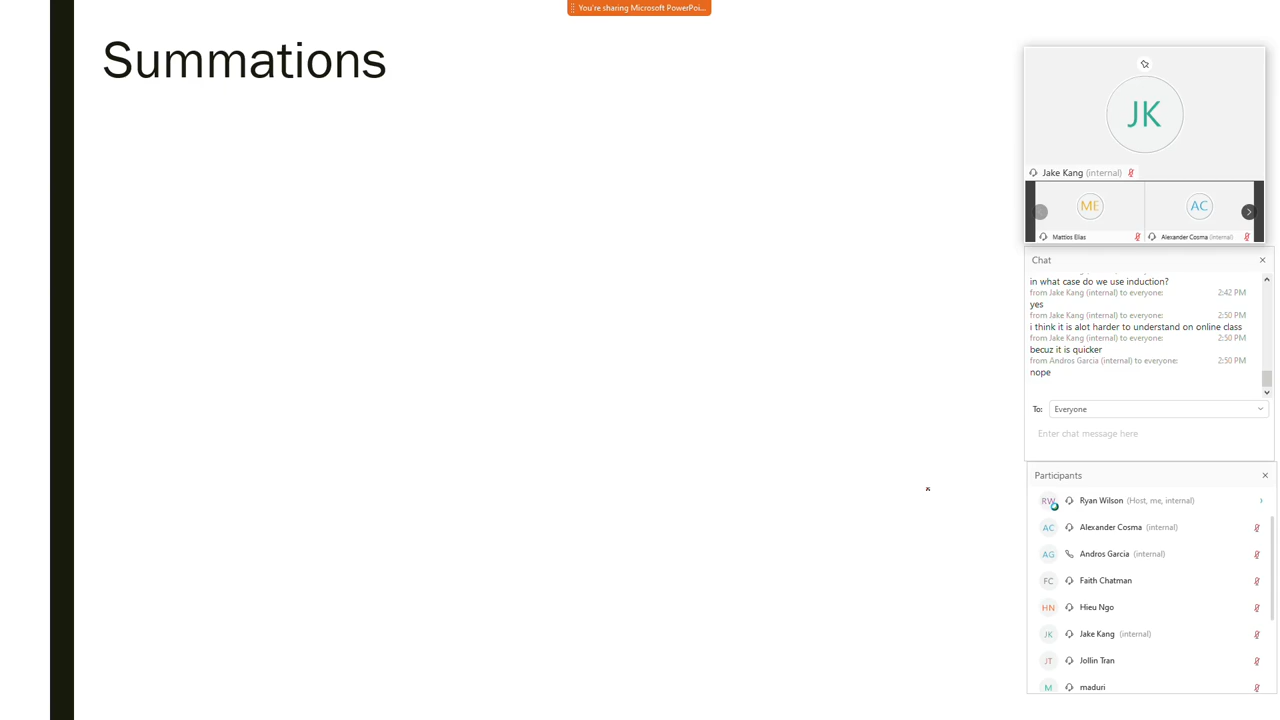 You're sharing Microsoft PowerPoi...
Summations
JK
Jake Kang (internal)
ME
AC
Mattios Elias
Alexander Cosma (internal)
Chat
in what case do we use induction?
from Jake Kang (internal) to everyone: 2:42 PM
yes
from Jake Kang (internal) to everyone: 2:50 PM
i think it is alot harder to understand on online class
from Jake Kang (internal) to everyone: 2:50 PM
becuz it is quicker
from Andros Garcia (internal) to everyone: 2:50 PM
nope
To: Everyone
Enter chat message here
Participants
RW Ryan Wilson (Host, me, internal)
AC Alexander Cosma (internal)
AG Andros Garcia (internal)
FC Faith Chatman
HN Hieu Ngo
JK Jake Kang (internal)
JT Jollin Tran
M maduri